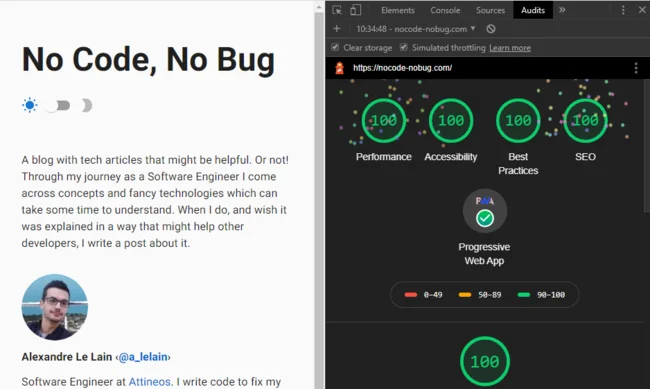 No Code, No Bug
A blog with tech articles that might be helpful. Or not!
Through my journey as a Software Engineer I come
across concepts and fancy technologies which can
take some time to understand. When I do, and wish it
was explained in a way that might help other
developers, I write a post about it.
Alexandre Le Lain ‹@a_lelain›
Software Engineer at Attineos. I write code to fix my
Elements Console Sources Audits »
10:34:48 - nocode-nobug.com
Clear storage Simulated throttling Learn more
https://nocode-nobug.com/
100 100 100 100
Performance Accessibility Best Practices SEO
PWA
Progressive
Web App
0–49 50–89 90–100
100